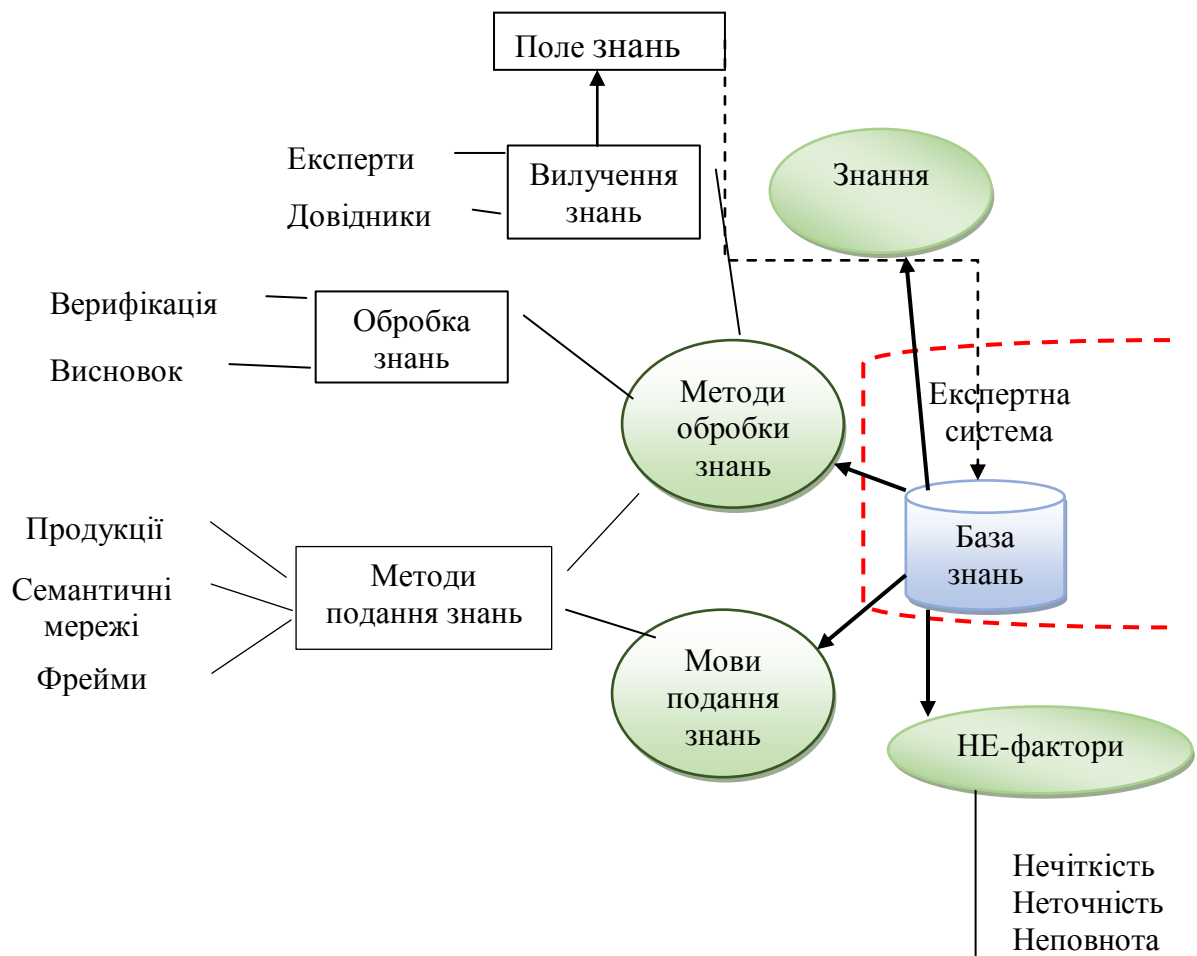 Поле знань
Експерти
Довідники
Вилучення
знань
Знання
Верифікація
Висновок
Обробка
знань
Методи
обробки
знань
Експертна
система
База
знань
Продукції
Семантичні
мережі
Фрейми
Методи
подання знань
Мови
подання
знань
НЕ-фактори
Нечіткість
Неточність
Неповнота